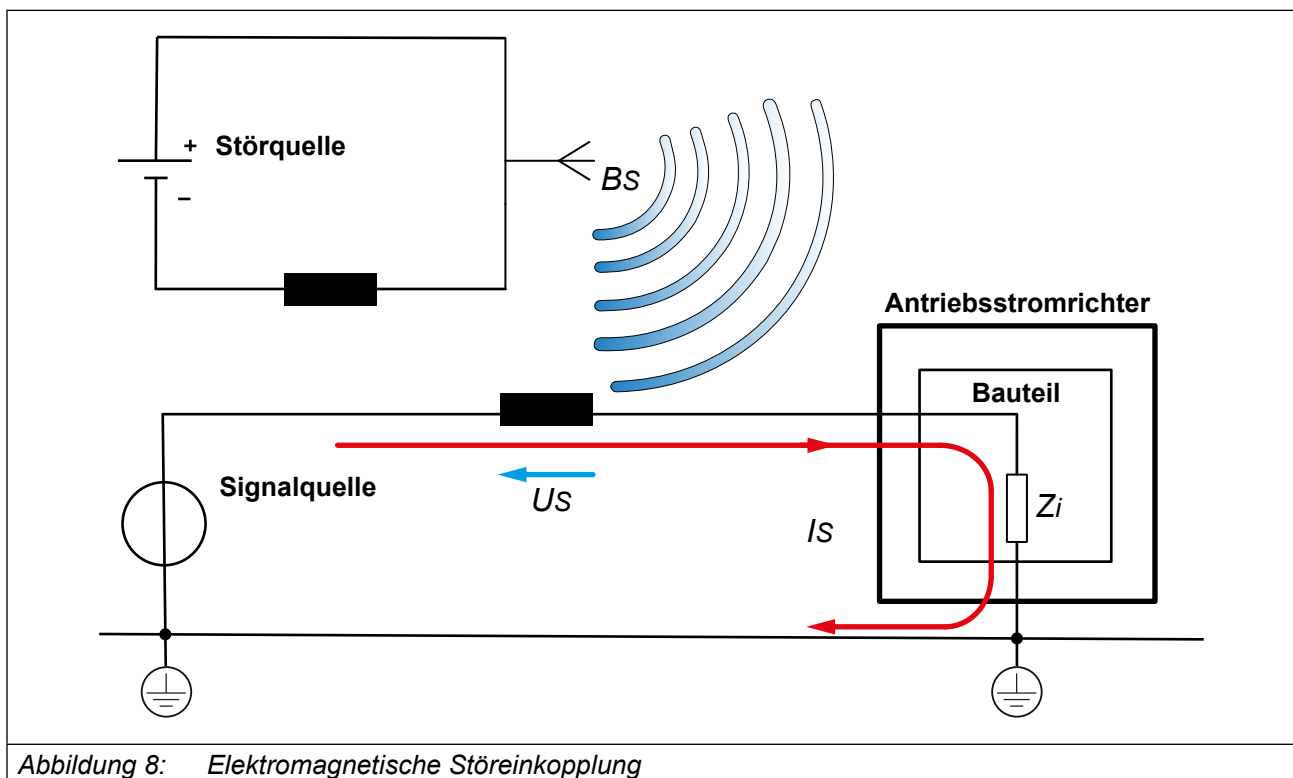 +
Störquelle
−
BS
Antriebsstromrichter
Bauteil
Signalquelle
US
IS
Zi
Abbildung 8: Elektromagnetische Störeinkopplung